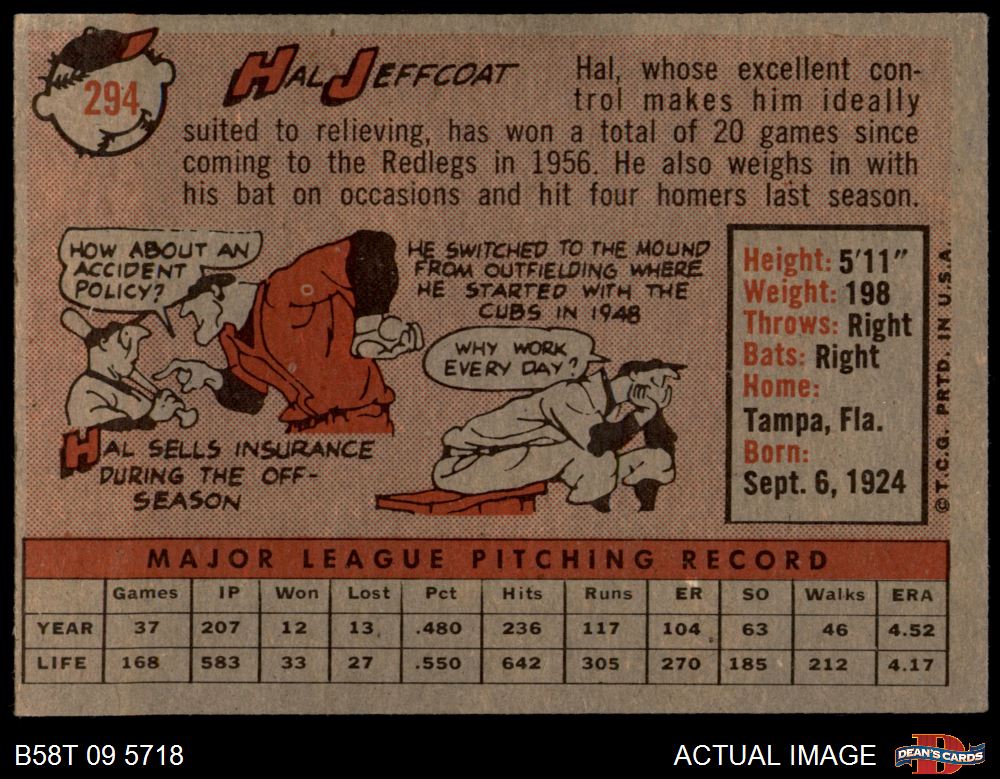 294
HAL JEFFCOAT
Hal, whose excellent con-
trol makes him ideally
suited to relieving, has won a total of 20 games since
coming to the Redlegs in 1956. He also weighs in with
his bat on occasions and hit four homers last season.
HOW ABOUT AN
ACCIDENT
POLICY?
HAL SELLS INSURANCE
DURING THE OFF-
SEASON
HE SWITCHED TO THE MOUND
FROM OUTFIELDING WHERE
HE STARTED WITH THE
CUBS IN 1948
WHY WORK
EVERY DAY?
Height: 5'11"
Weight: 198
Throws: Right
Bats: Right
Home:
Tampa, Fla.
Born:
Sept. 6, 1924
© T.C.G. PRTD. IN U.S.A.
MAJOR LEAGUE PITCHING RECORD
Games IP Won Lost Pct Hits Runs ER SO Walks ERA
YEAR 37 207 12 13 .480 236 117 104 63 46 4.52
LIFE 168 583 33 27 .550 642 305 270 185 212 4.17
B58T 09 5718
ACTUAL IMAGE
D
DEAN'S CARDS